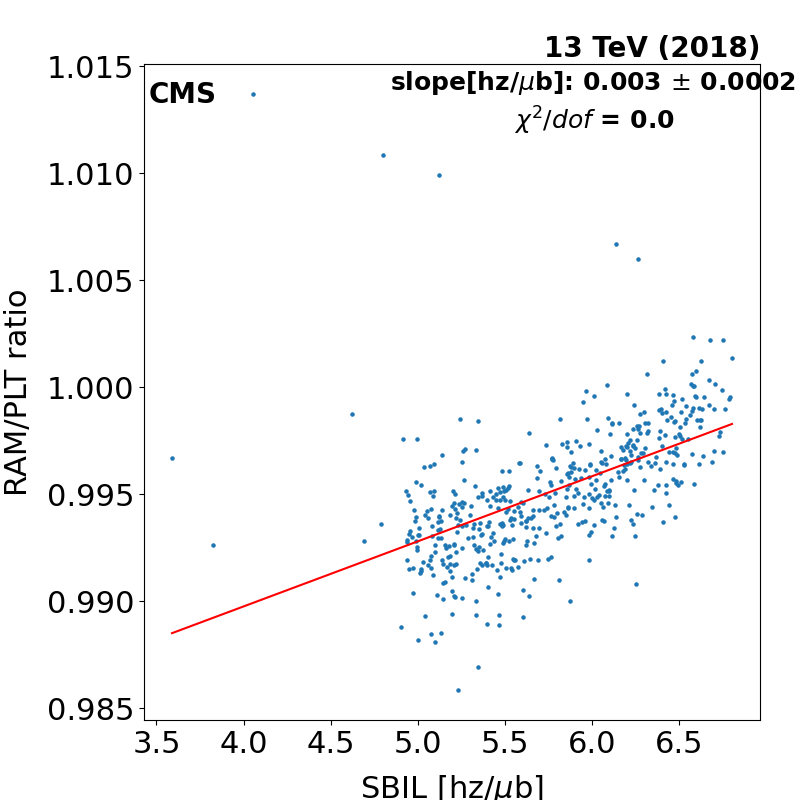 13 TeV (2018)
CMS
slope[hz/μb]: 0.003 ± 0.0002
χ²/dof = 0.0
1.015
1.010
1.005
1.000
0.995
0.990
0.985
RAM/PLT ratio
3.5 4.0 4.5 5.0 5.5 6.0 6.5
SBIL [hz/μb]